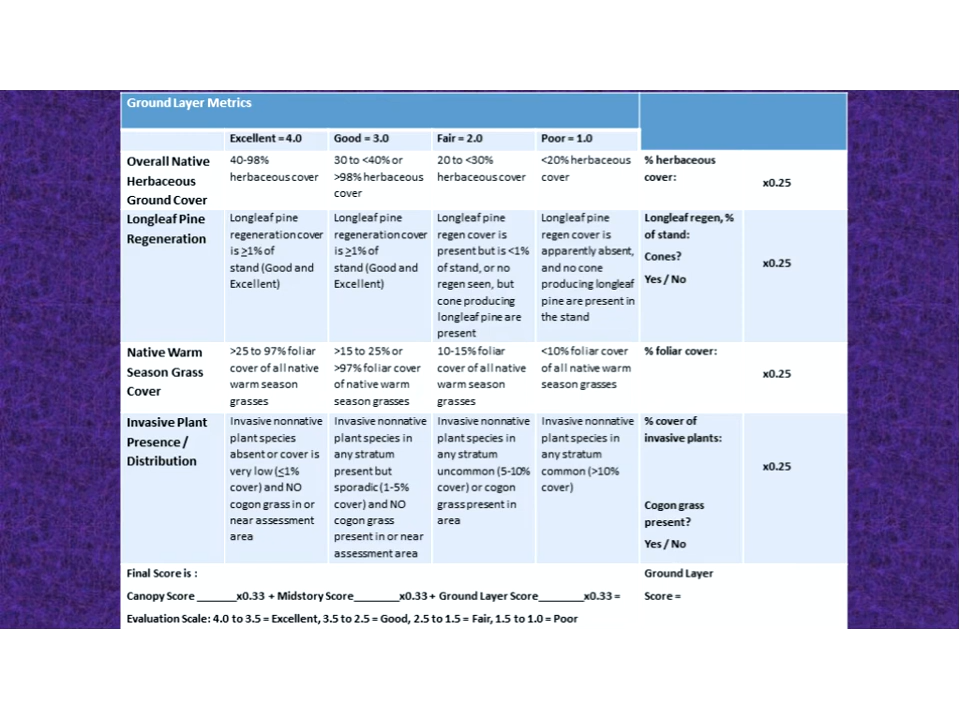 Ground Layer Metrics
Excellent = 4.0 Good = 3.0 Fair = 2.0 Poor = 1.0
Overall Native
Herbaceous
Ground Cover
40-98%
herbaceous cover
30 to <40% or
>98% herbaceous
cover
20 to <30%
herbaceous cover
<20% herbaceous
cover
% herbaceous
cover:
x0.25
Longleaf Pine
Regeneration
Longleaf pine
regeneration cover
is ≥1% of
stand (Good and
Excellent)
Longleaf pine
regeneration cover
is ≥1% of
stand (Good and
Excellent)
Longleaf pine
regen cover is
present but is <1%
of stand, or no
regen seen, but
cone producing
longleaf pine are
present
Longleaf pine
regen cover is
apparently absent,
and no cone
producing longleaf
pine are present in
the stand
Longleaf regen, %
of stand:
Cones?
Yes / No
x0.25
Native Warm
Season Grass
Cover
>25 to 97% foliar
cover of all native
warm season
grasses
>15 to 25% or
>97% foliar cover
of native warm
season grasses
10-15% foliar
cover of all native
warm season
grasses
<10% foliar cover
of all native warm
season grasses
% foliar cover:
x0.25
Invasive Plant
Presence /
Distribution
Invasive nonnative
plant species
absent or cover is
very low (≤1%
cover) and NO
cogon grass in or
near assessment
area
Invasive nonnative
plant species in
any stratum
present but
sporadic (1-5%
cover) and NO
cogon grass
present in or near
assessment area
Invasive nonnative
plant species in
any stratum
uncommon (5-10%
cover) or cogon
grass present in
area
Invasive nonnative
plant species in
any stratum
common (>10%
cover)
% cover of
invasive plants:
Cogon grass
present?
Yes / No
x0.25
Final Score is :
Canopy Score ______x0.33 + Midstory Score_______x0.33 + Ground Layer Score_______x0.33 =
Evaluation Scale: 4.0 to 3.5 = Excellent, 3.5 to 2.5 = Good, 2.5 to 1.5 = Fair, 1.5 to 1.0 = Poor
Ground Layer
Score =